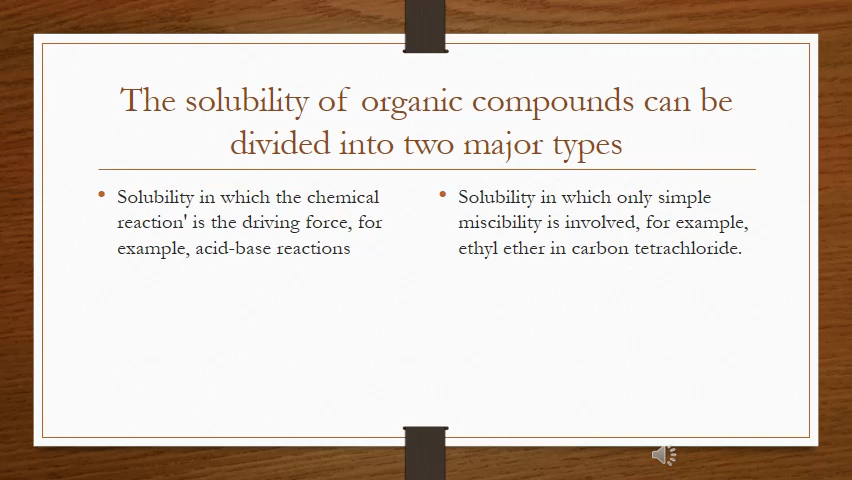 The solubility of organic compounds can be
divided into two major types
• Solubility in which the chemical
reaction' is the driving force, for
example, acid-base reactions
• Solubility in which only simple
miscibility is involved, for example,
ethyl ether in carbon tetrachloride.